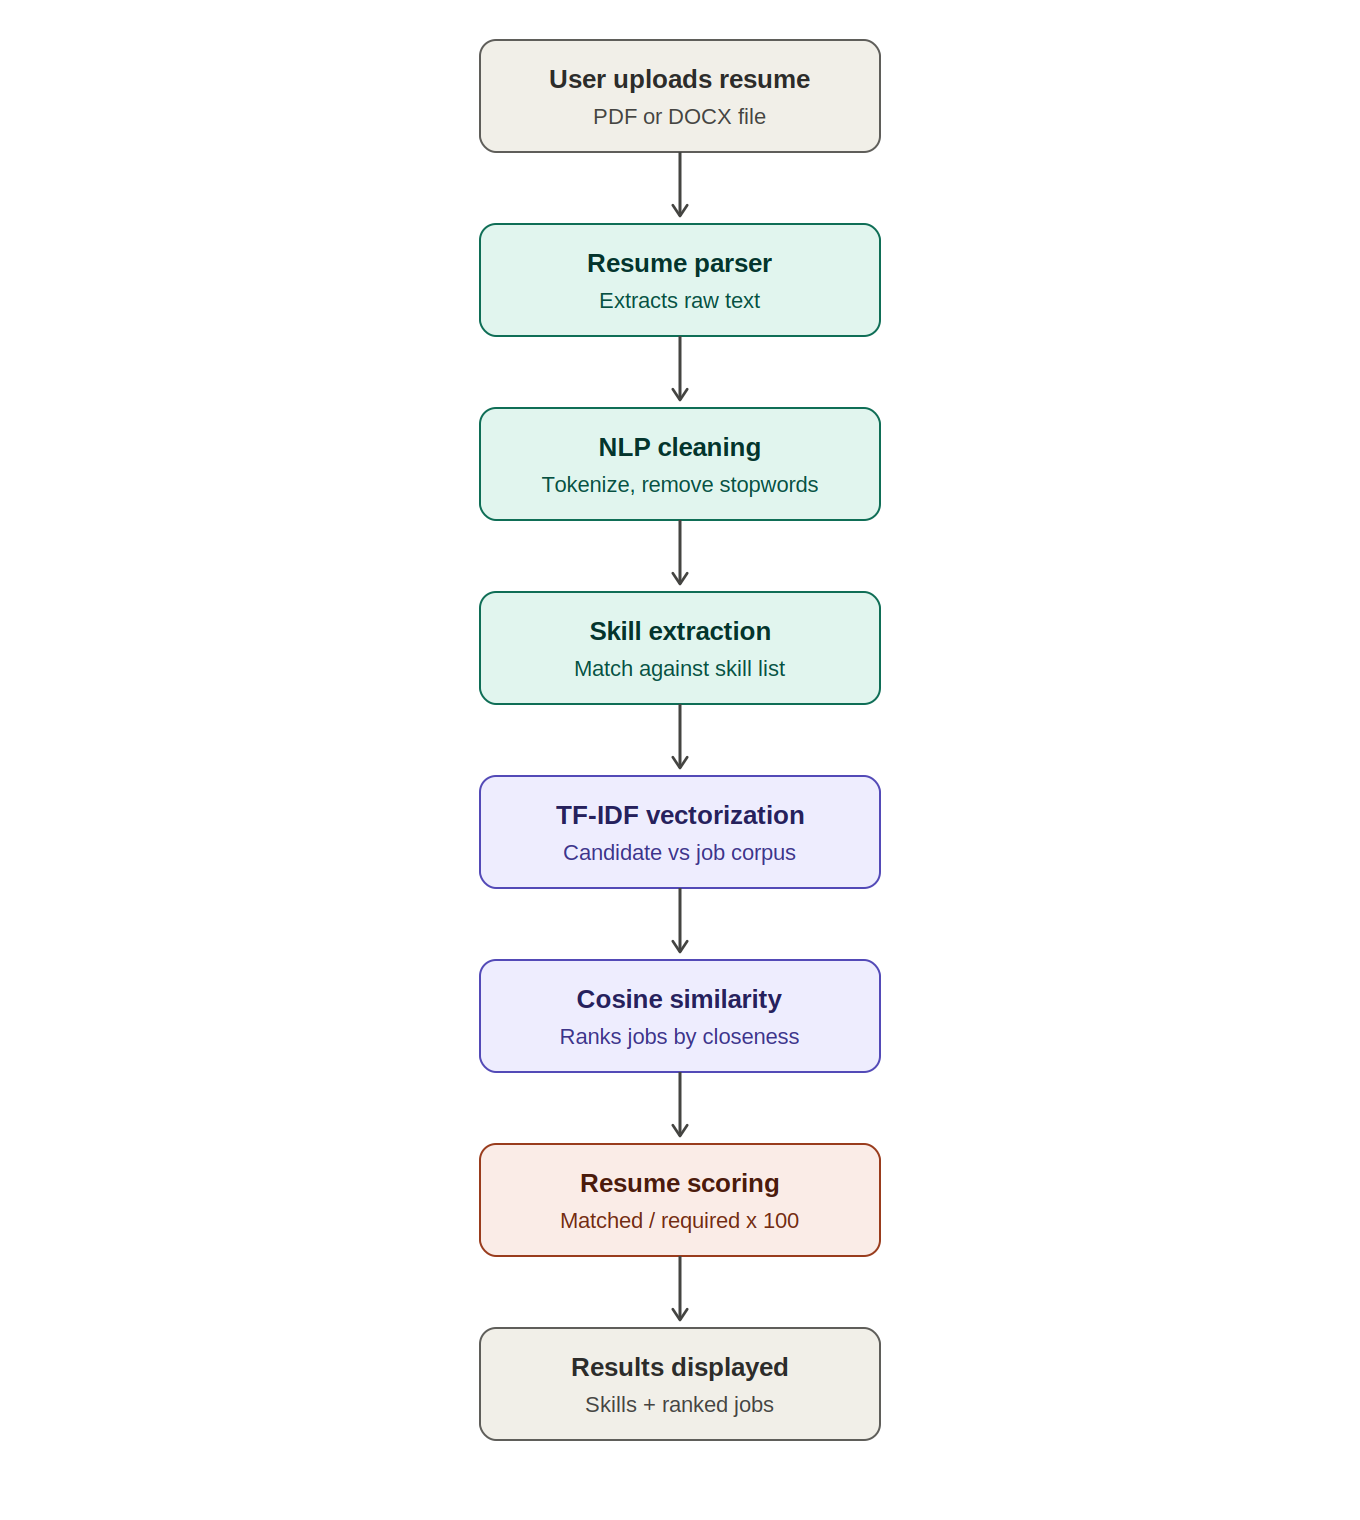 User uploads resume
PDF or DOCX file
Resume parser
Extracts raw text
NLP cleaning
Tokenize, remove stopwords
Skill extraction
Match against skill list
TF-IDF vectorization
Candidate vs job corpus
Cosine similarity
Ranks jobs by closeness
Resume scoring
Matched / required x 100
Results displayed
Skills + ranked jobs